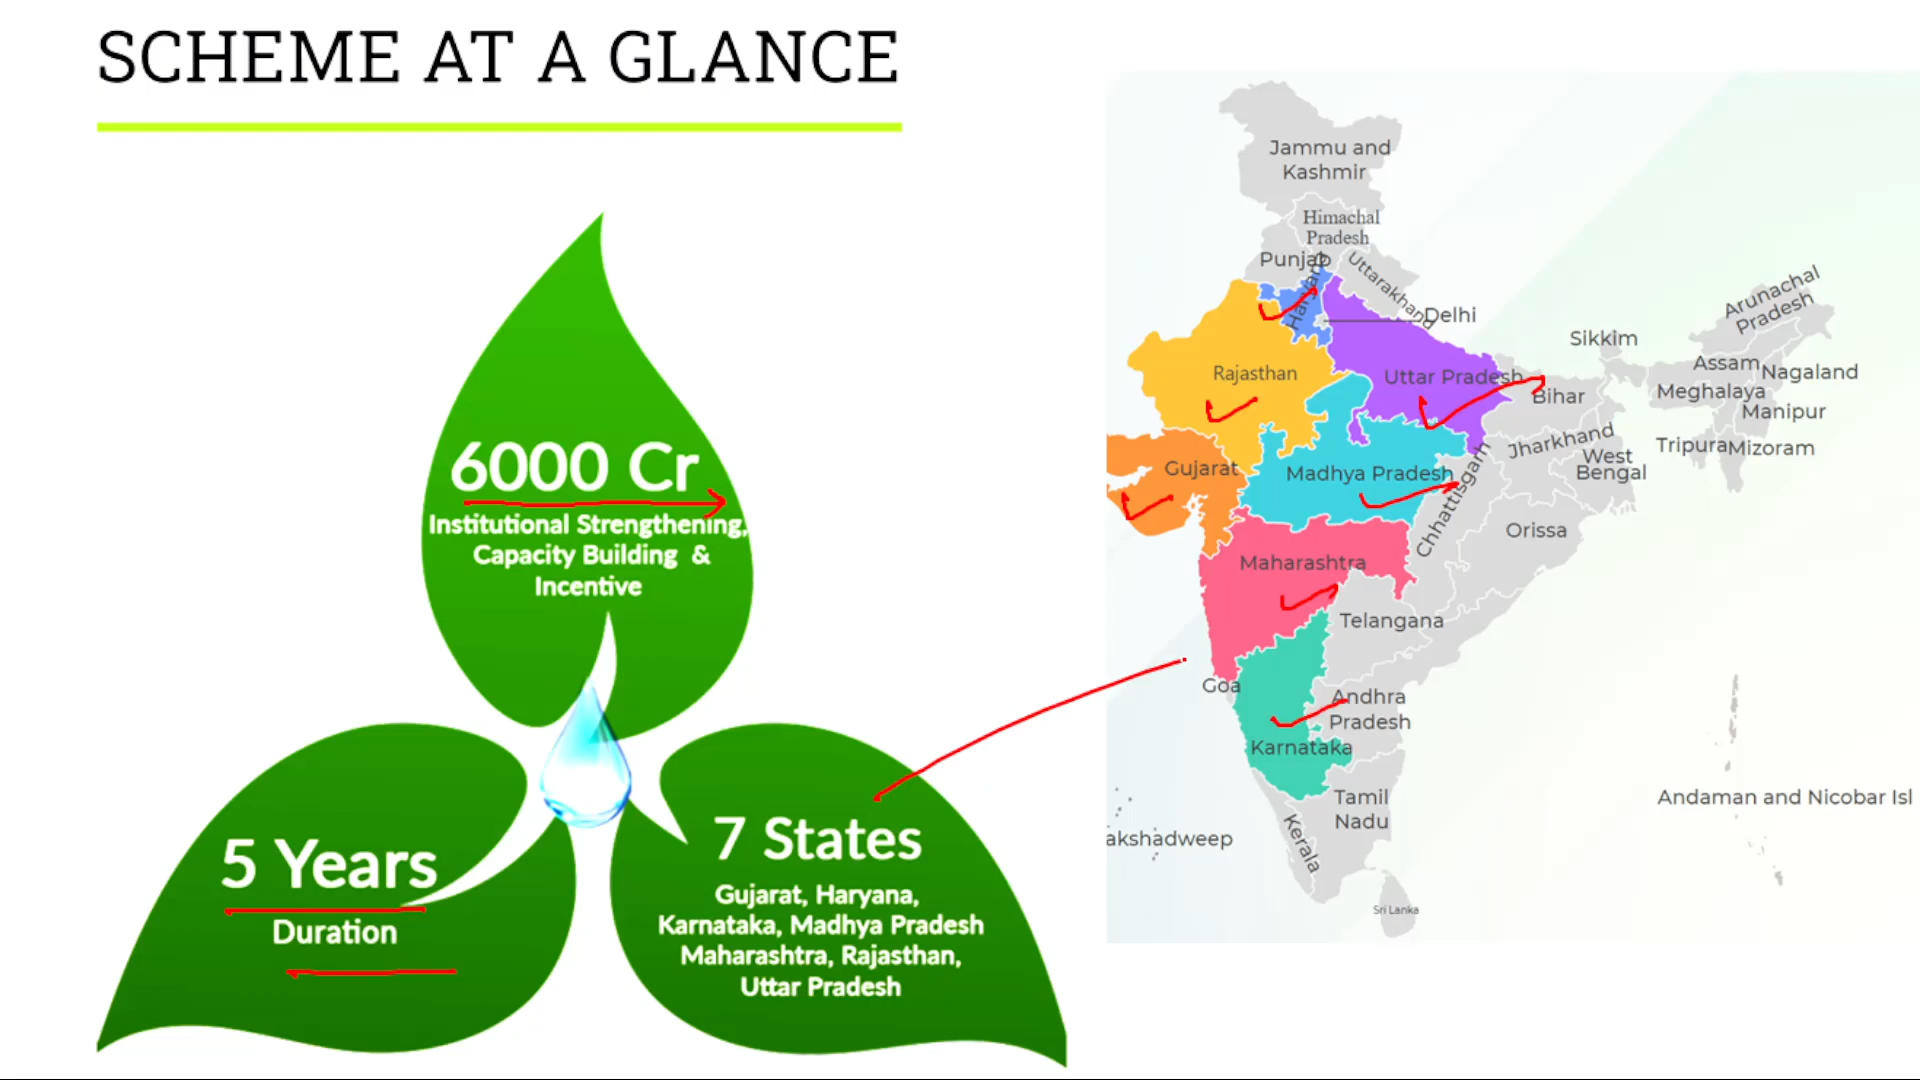 SCHEME AT A GLANCE
6000 Cr
Institutional Strengthening,
Capacity Building &
Incentive
5 Years
Duration
7 States
Gujarat, Haryana,
Karnataka, Madhya Pradesh
Maharashtra, Rajasthan,
Uttar Pradesh
Jammu and
Kashmir
Himachal
Pradesh
Punjab
Haryana
Uttarakhand
Delhi
Rajasthan
Uttar Pradesh
Bihar
Sikkim
Arunachal
Pradesh
Assam
Nagaland
Meghalaya
Manipur
Tripura
Mizoram
Jharkhand
West
Bengal
Gujarat
Madhya Pradesh
Chhattisgarh
Orissa
Maharashtra
Telangana
Goa
Andhra
Pradesh
Karnataka
Tamil
Nadu
Kerala
akshadweep
Andaman and Nicobar Isl
Sri Lanka